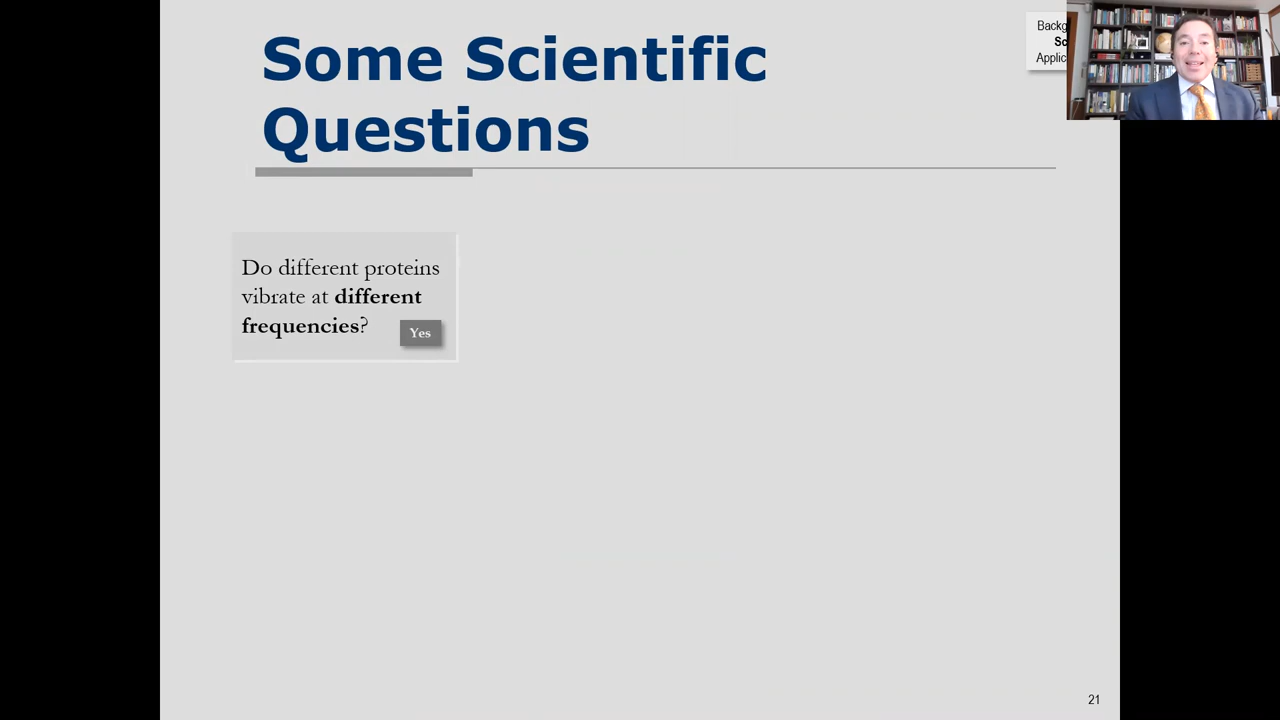 Some Scientific
Questions
Do different proteins
vibrate at different
frequencies?
Yes
21